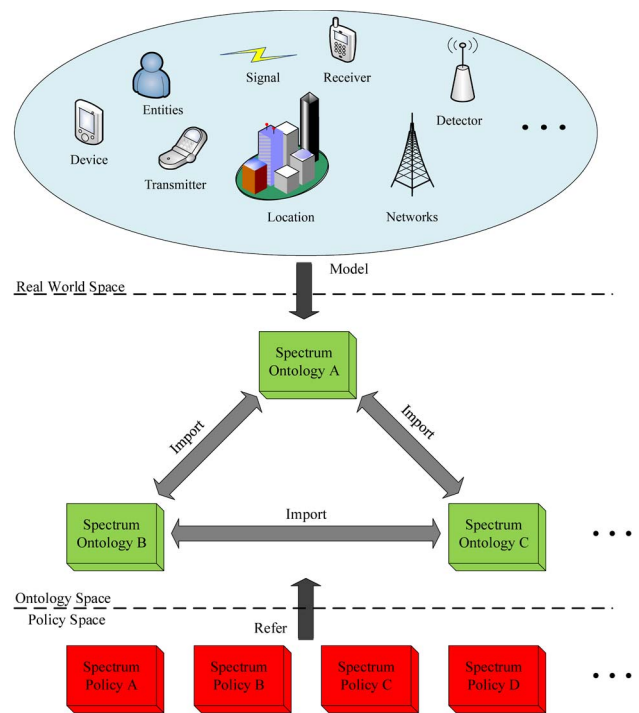 Receiver
Signal
Entities
Detector
Device
Transmitter
Location
Networks
Model
Real World Space
Spectrum
Ontology A
Import
Import
Spectrum
Ontology B
Import
Spectrum
Ontology C
Ontology Space
Policy Space
Refer
Spectrum
Policy A
Spectrum
Policy B
Spectrum
Policy C
Spectrum
Policy D